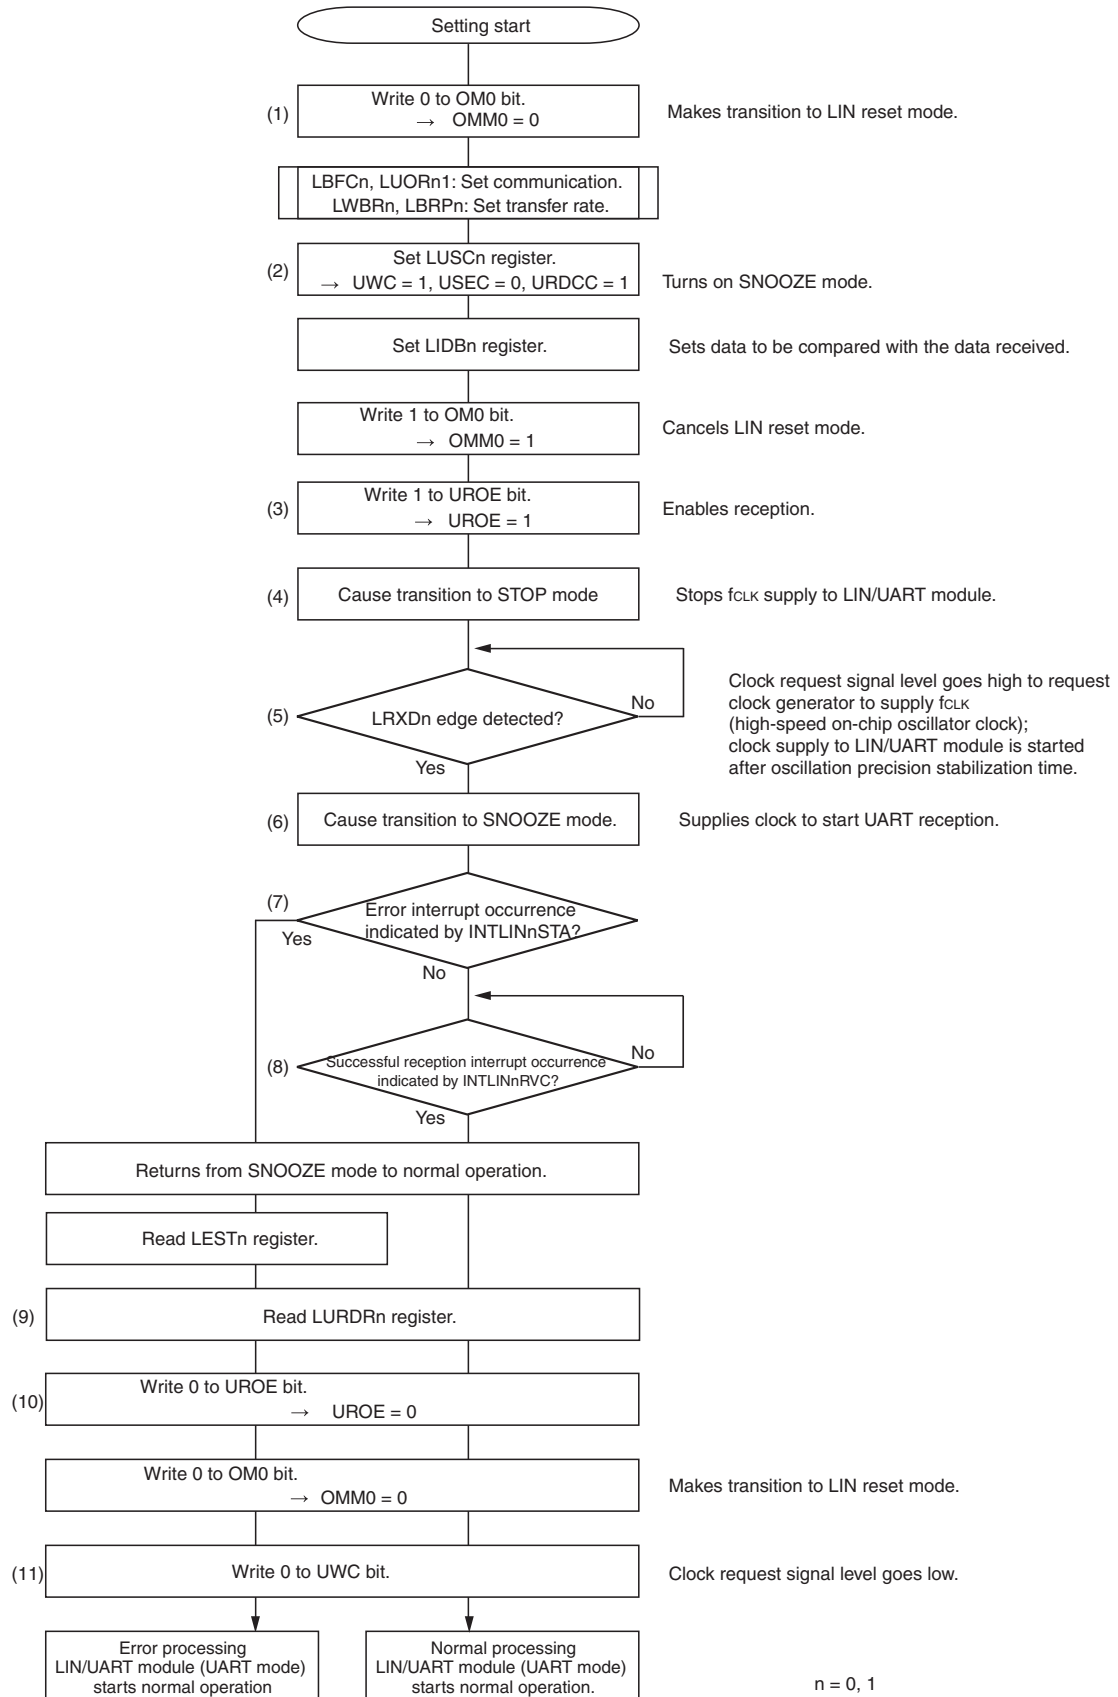 Setting start
(1)
Write 0 to OM0 bit.
→ OMM0 = 0
Makes transition to LIN reset mode.
LBFCn, LUORn1: Set communication.
LWBRn, LBRPn: Set transfer rate.
(2)
Set LUSCn register.
→ UWC = 1, USEC = 0, URDCC = 1
Turns on SNOOZE mode.
Set LIDBn register.
Sets data to be compared with the data received.
Write 1 to OM0 bit.
→ OMM0 = 1
Cancels LIN reset mode.
(3)
Write 1 to UROE bit.
→ UROE = 1
Enables reception.
(4)
Cause transition to STOP mode
Stops fCLK supply to LIN/UART module.
(5)
LRXDn edge detected?
No
Yes
Clock request signal level goes high to request
clock generator to supply fCLK
(high-speed on-chip oscillator clock);
clock supply to LIN/UART module is started
after oscillation precision stabilization time.
(6)
Cause transition to SNOOZE mode.
Supplies clock to start UART reception.
(7)
Error interrupt occurrence
indicated by INTLINnSTA?
Yes
No
(8)
Successful reception interrupt occurrence
indicated by INTLINnRVC?
No
Yes
Returns from SNOOZE mode to normal operation.
Read LESTn register.
(9)
Read LURDRn register.
(10)
Write 0 to UROE bit.
→ UROE = 0
Write 0 to OM0 bit.
→ OMM0 = 0
Makes transition to LIN reset mode.
(11)
Write 0 to UWC bit.
Clock request signal level goes low.
Error processing
LIN/UART module (UART mode)
starts normal operation
Normal processing
LIN/UART module (UART mode)
starts normal operation.
n = 0, 1